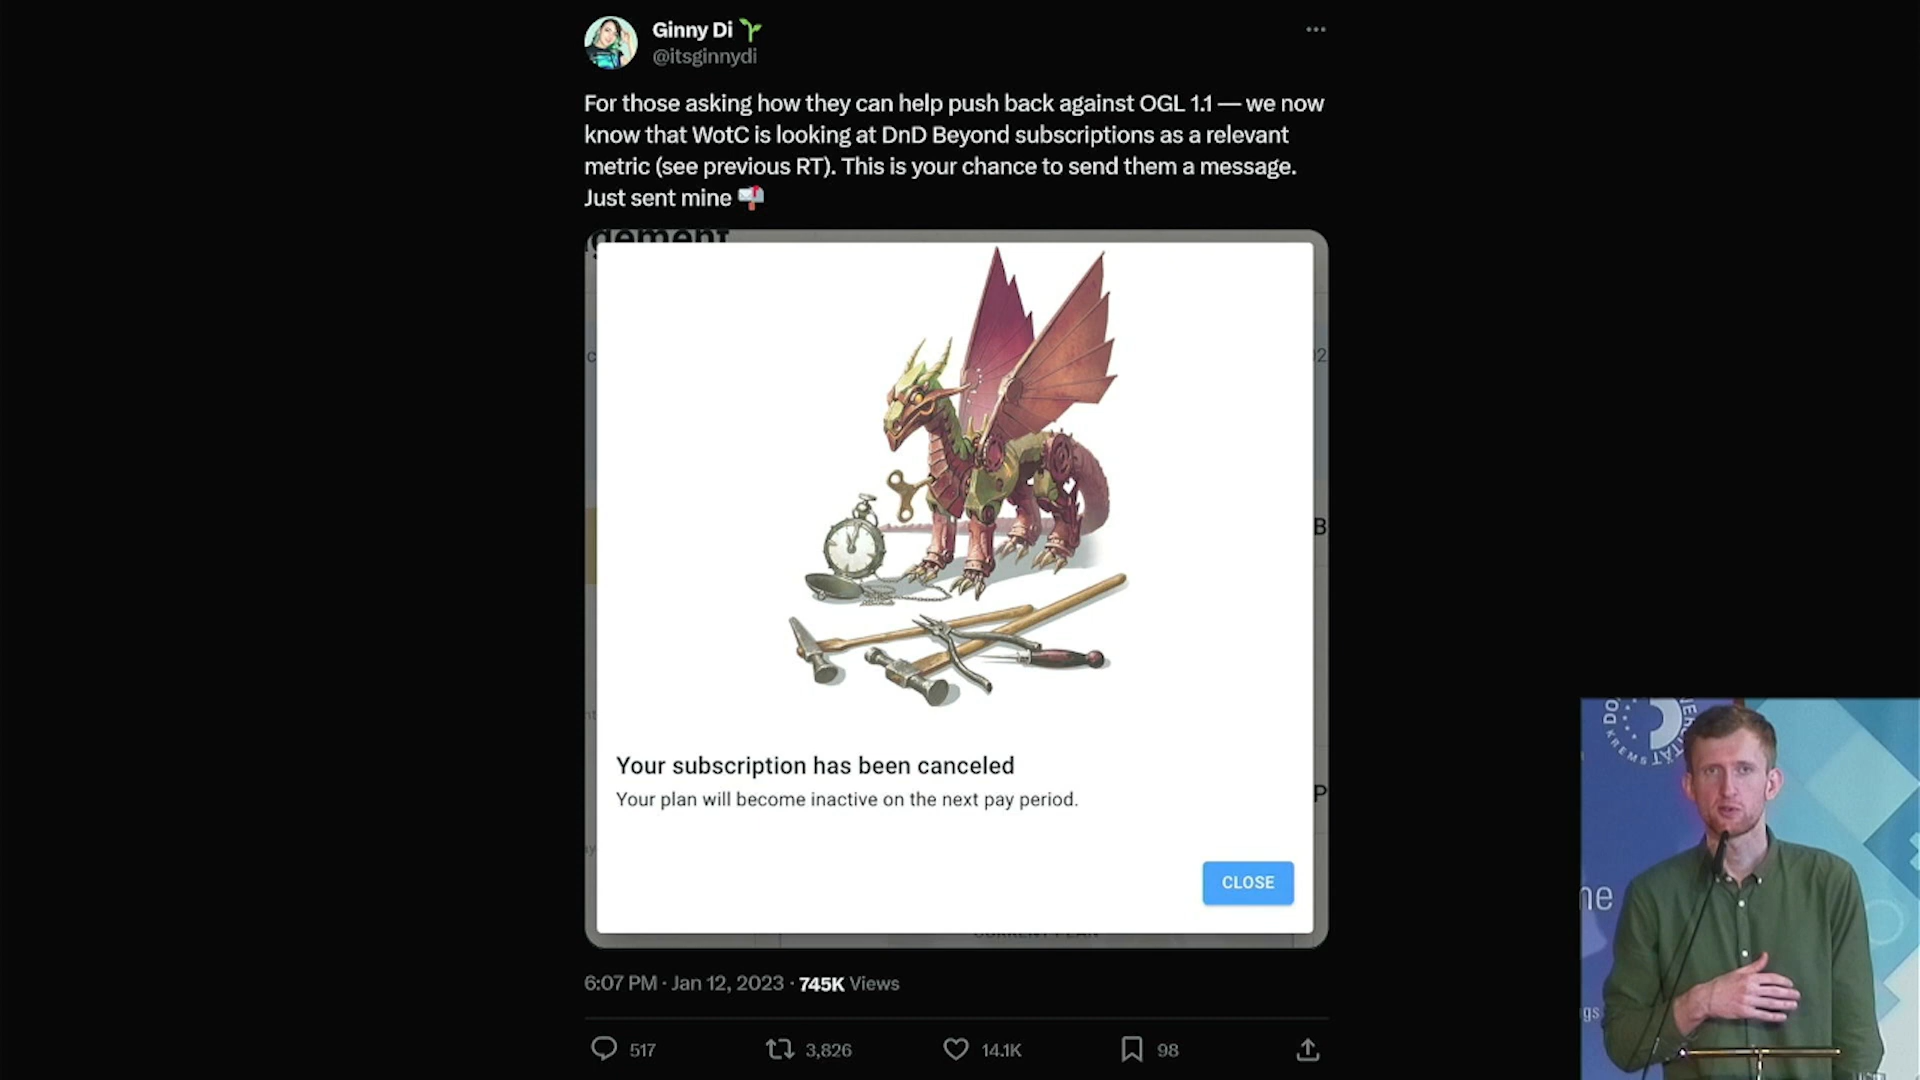 Ginny Di
@itsginnydi
For those asking how they can help push back against OGL 1.1 — we now
know that WotC is looking at DnD Beyond subscriptions as a relevant
metric (see previous RT). This is your chance to send them a message.
Just sent mine
gement
Your subscription has been canceled
Your plan will become inactive on the next pay period.
CLOSE
6:07 PM · Jan 12, 2023 · 745K Views
517
3,826
14.1K
98
KREMS